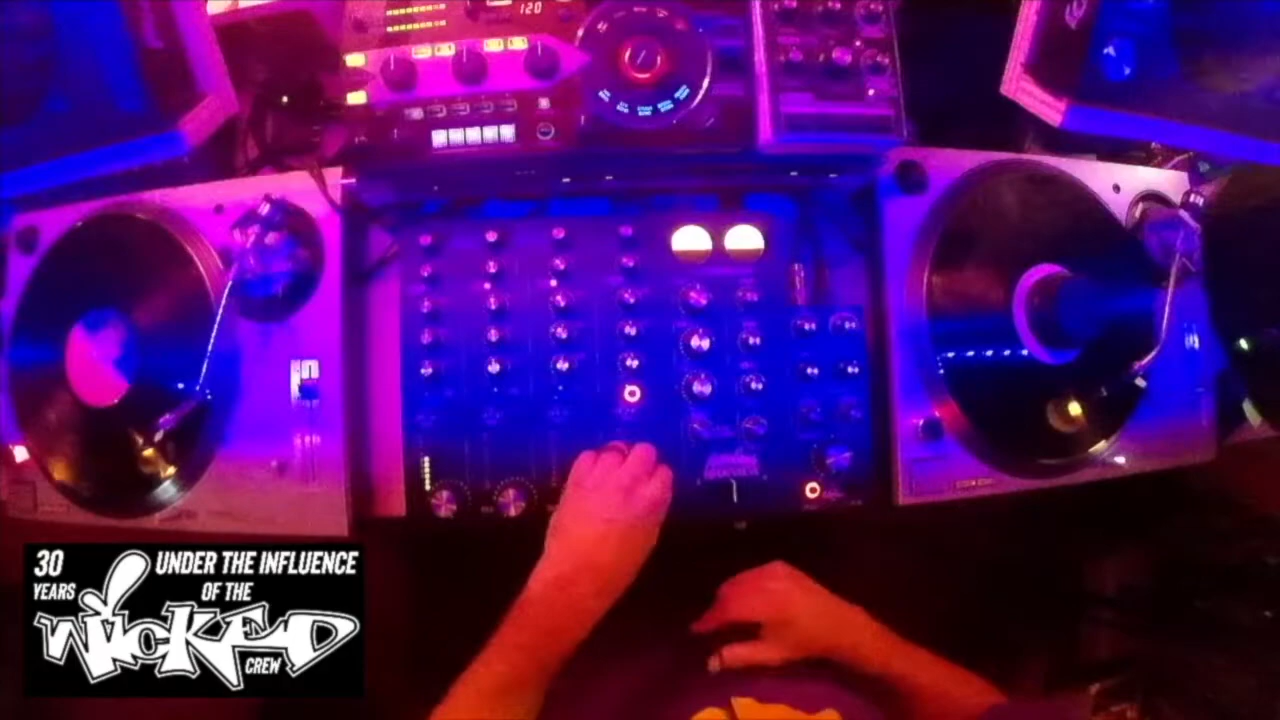 120
30 YEARS
UNDER THE INFLUENCE
OF THE
WICKED
CREW